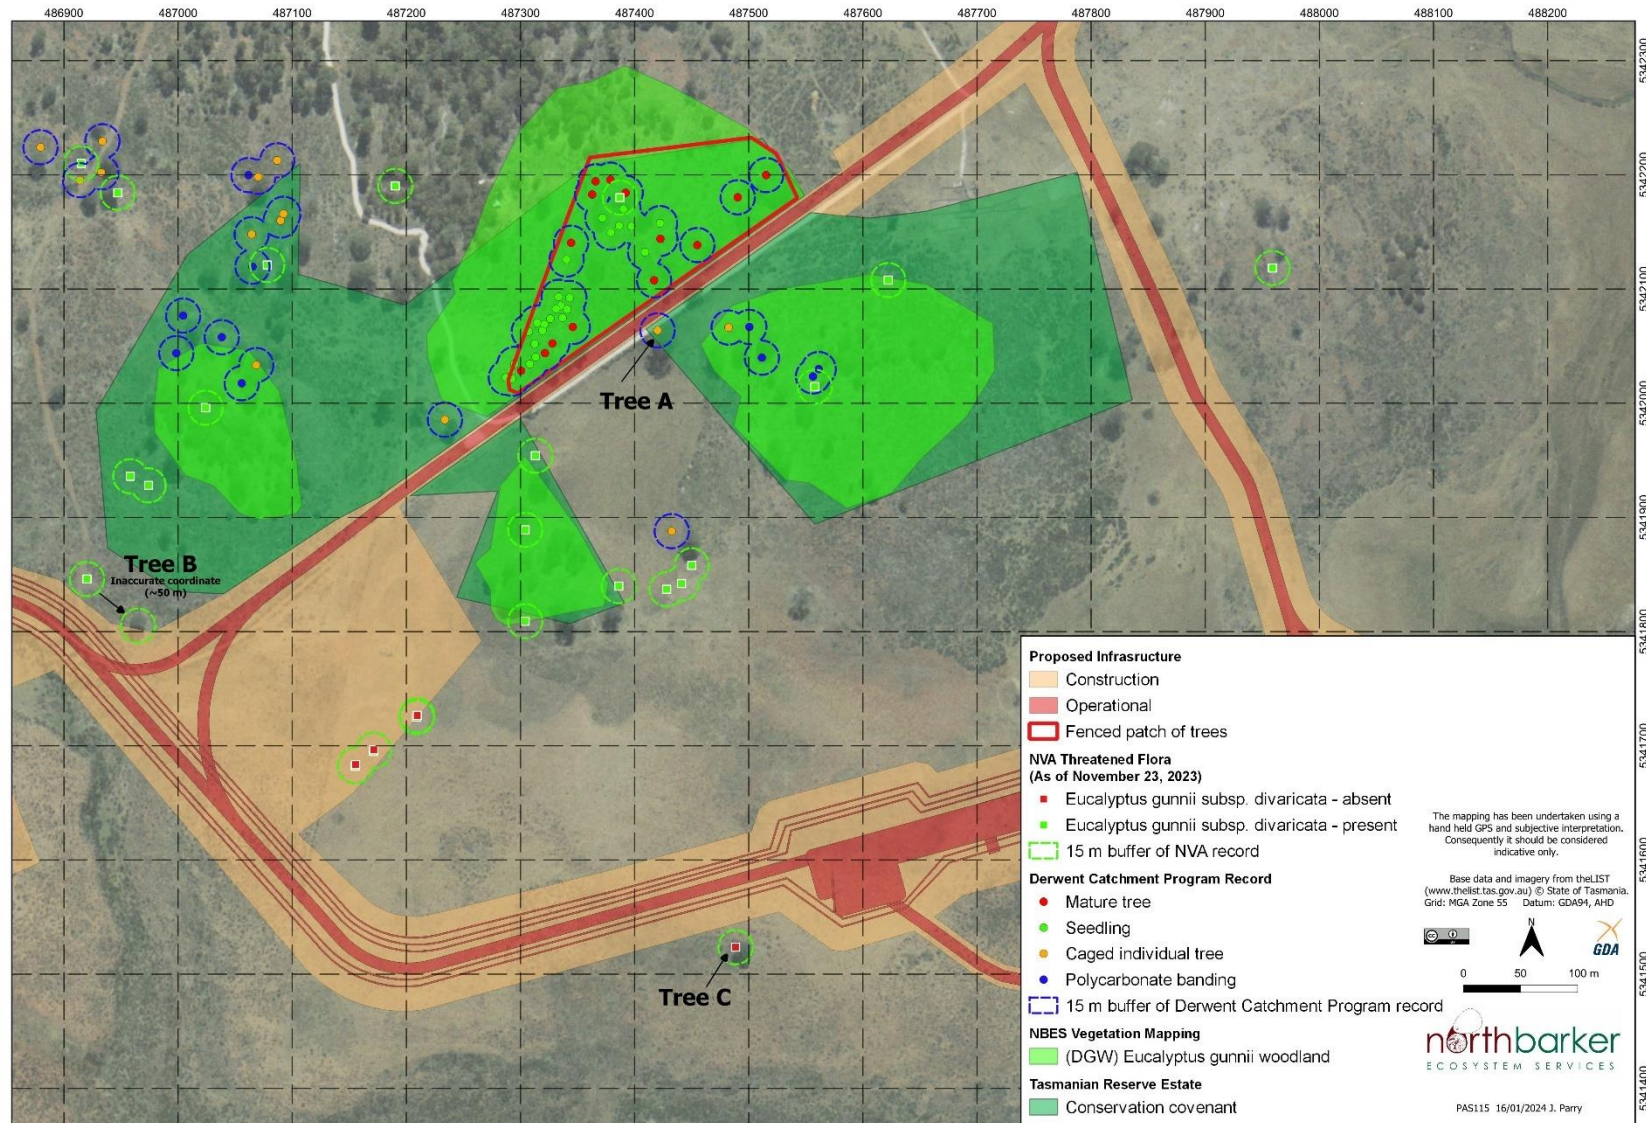 486900 487000 487100 487200 487300 487400 487500 487600 487700 487800 487900 488000 488100 488200
5342300
5342200
5342100
5342000
5341900
5341800
5341700
5341600
5341500
5341400
Tree A
Tree B
Inaccurate coordinate
(~50 m)
Tree C
Proposed Infrasructure
Construction
Operational
Fenced patch of trees
NVA Threatened Flora
(As of November 23, 2023)
Eucalyptus gunnii subsp. divaricata - absent
Eucalyptus gunnii subsp. divaricata - present
15 m buffer of NVA record
Derwent Catchment Program Record
Mature tree
Seedling
Caged individual tree
Polycarbonate banding
15 m buffer of Derwent Catchment Program record
NBES Vegetation Mapping
(DGW) Eucalyptus gunnii woodland
Tasmanian Reserve Estate
Conservation covenant
The mapping has been undertaken using a
hand held GPS and subjective interpretation.
Consequently it should be considered
indicative only.
Base data and imagery from theLIST
(www.thelist.tas.gov.au) © State of Tasmania.
Grid: MGA Zone 55 Datum: GDA94, AHD
N
GDA
0 50 100 m
northbarker
ECOSYSTEM SERVICES
PAS115 16/01/2024 J. Parry